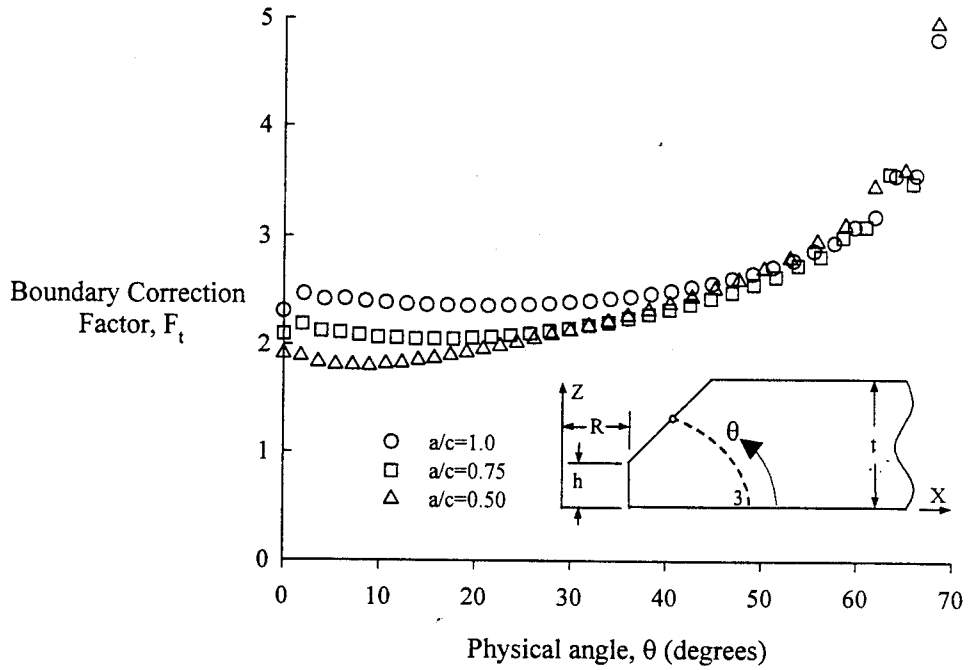 5
4
3
2
1
0
Boundary Correction
Factor, Fₜ
○ a/c=1.0
□ a/c=0.75
△ a/c=0.50
Z
R
h
θ
t
3
X
0 10 20 30 40 50 60 70
Physical angle, θ (degrees)